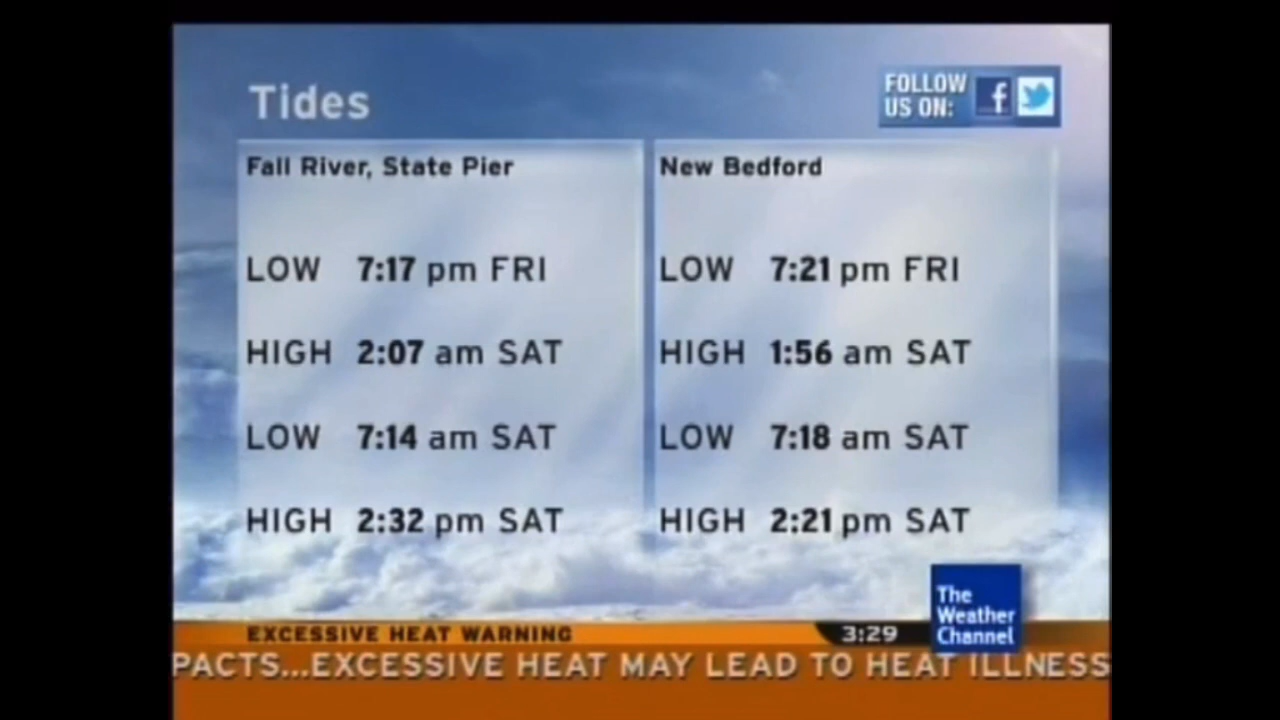 Tides
FOLLOW
US ON:
Fall River, State Pier
LOW 7:17 pm FRI
HIGH 2:07 am SAT
LOW 7:14 am SAT
HIGH 2:32 pm SAT
New Bedford
LOW 7:21 pm FRI
HIGH 1:56 am SAT
LOW 7:18 am SAT
HIGH 2:21 pm SAT
The
Weather
Channel
EXCESSIVE HEAT WARNING
3:29
PACTS...EXCESSIVE HEAT MAY LEAD TO HEAT ILLNESS